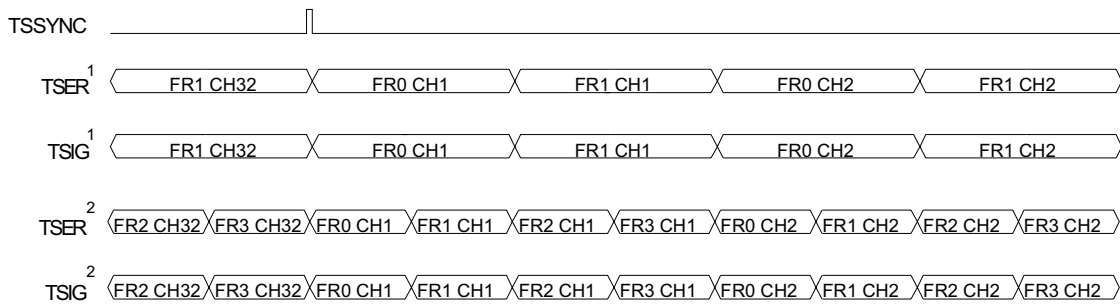 TSSYNC
TSER1 FR1 CH32 FR0 CH1 FR1 CH1 FR0 CH2 FR1 CH2
TSIG1 FR1 CH32 FR0 CH1 FR1 CH1 FR0 CH2 FR1 CH2
TSER2 FR2 CH32 FR3 CH32 FR0 CH1 FR1 CH1 FR2 CH1 FR3 CH1 FR0 CH2 FR1 CH2 FR2 CH2 FR3 CH2
TSIG2 FR2 CH32 FR3 CH32 FR0 CH1 FR1 CH1 FR2 CH1 FR3 CH1 FR0 CH2 FR1 CH2 FR2 CH2 FR3 CH2